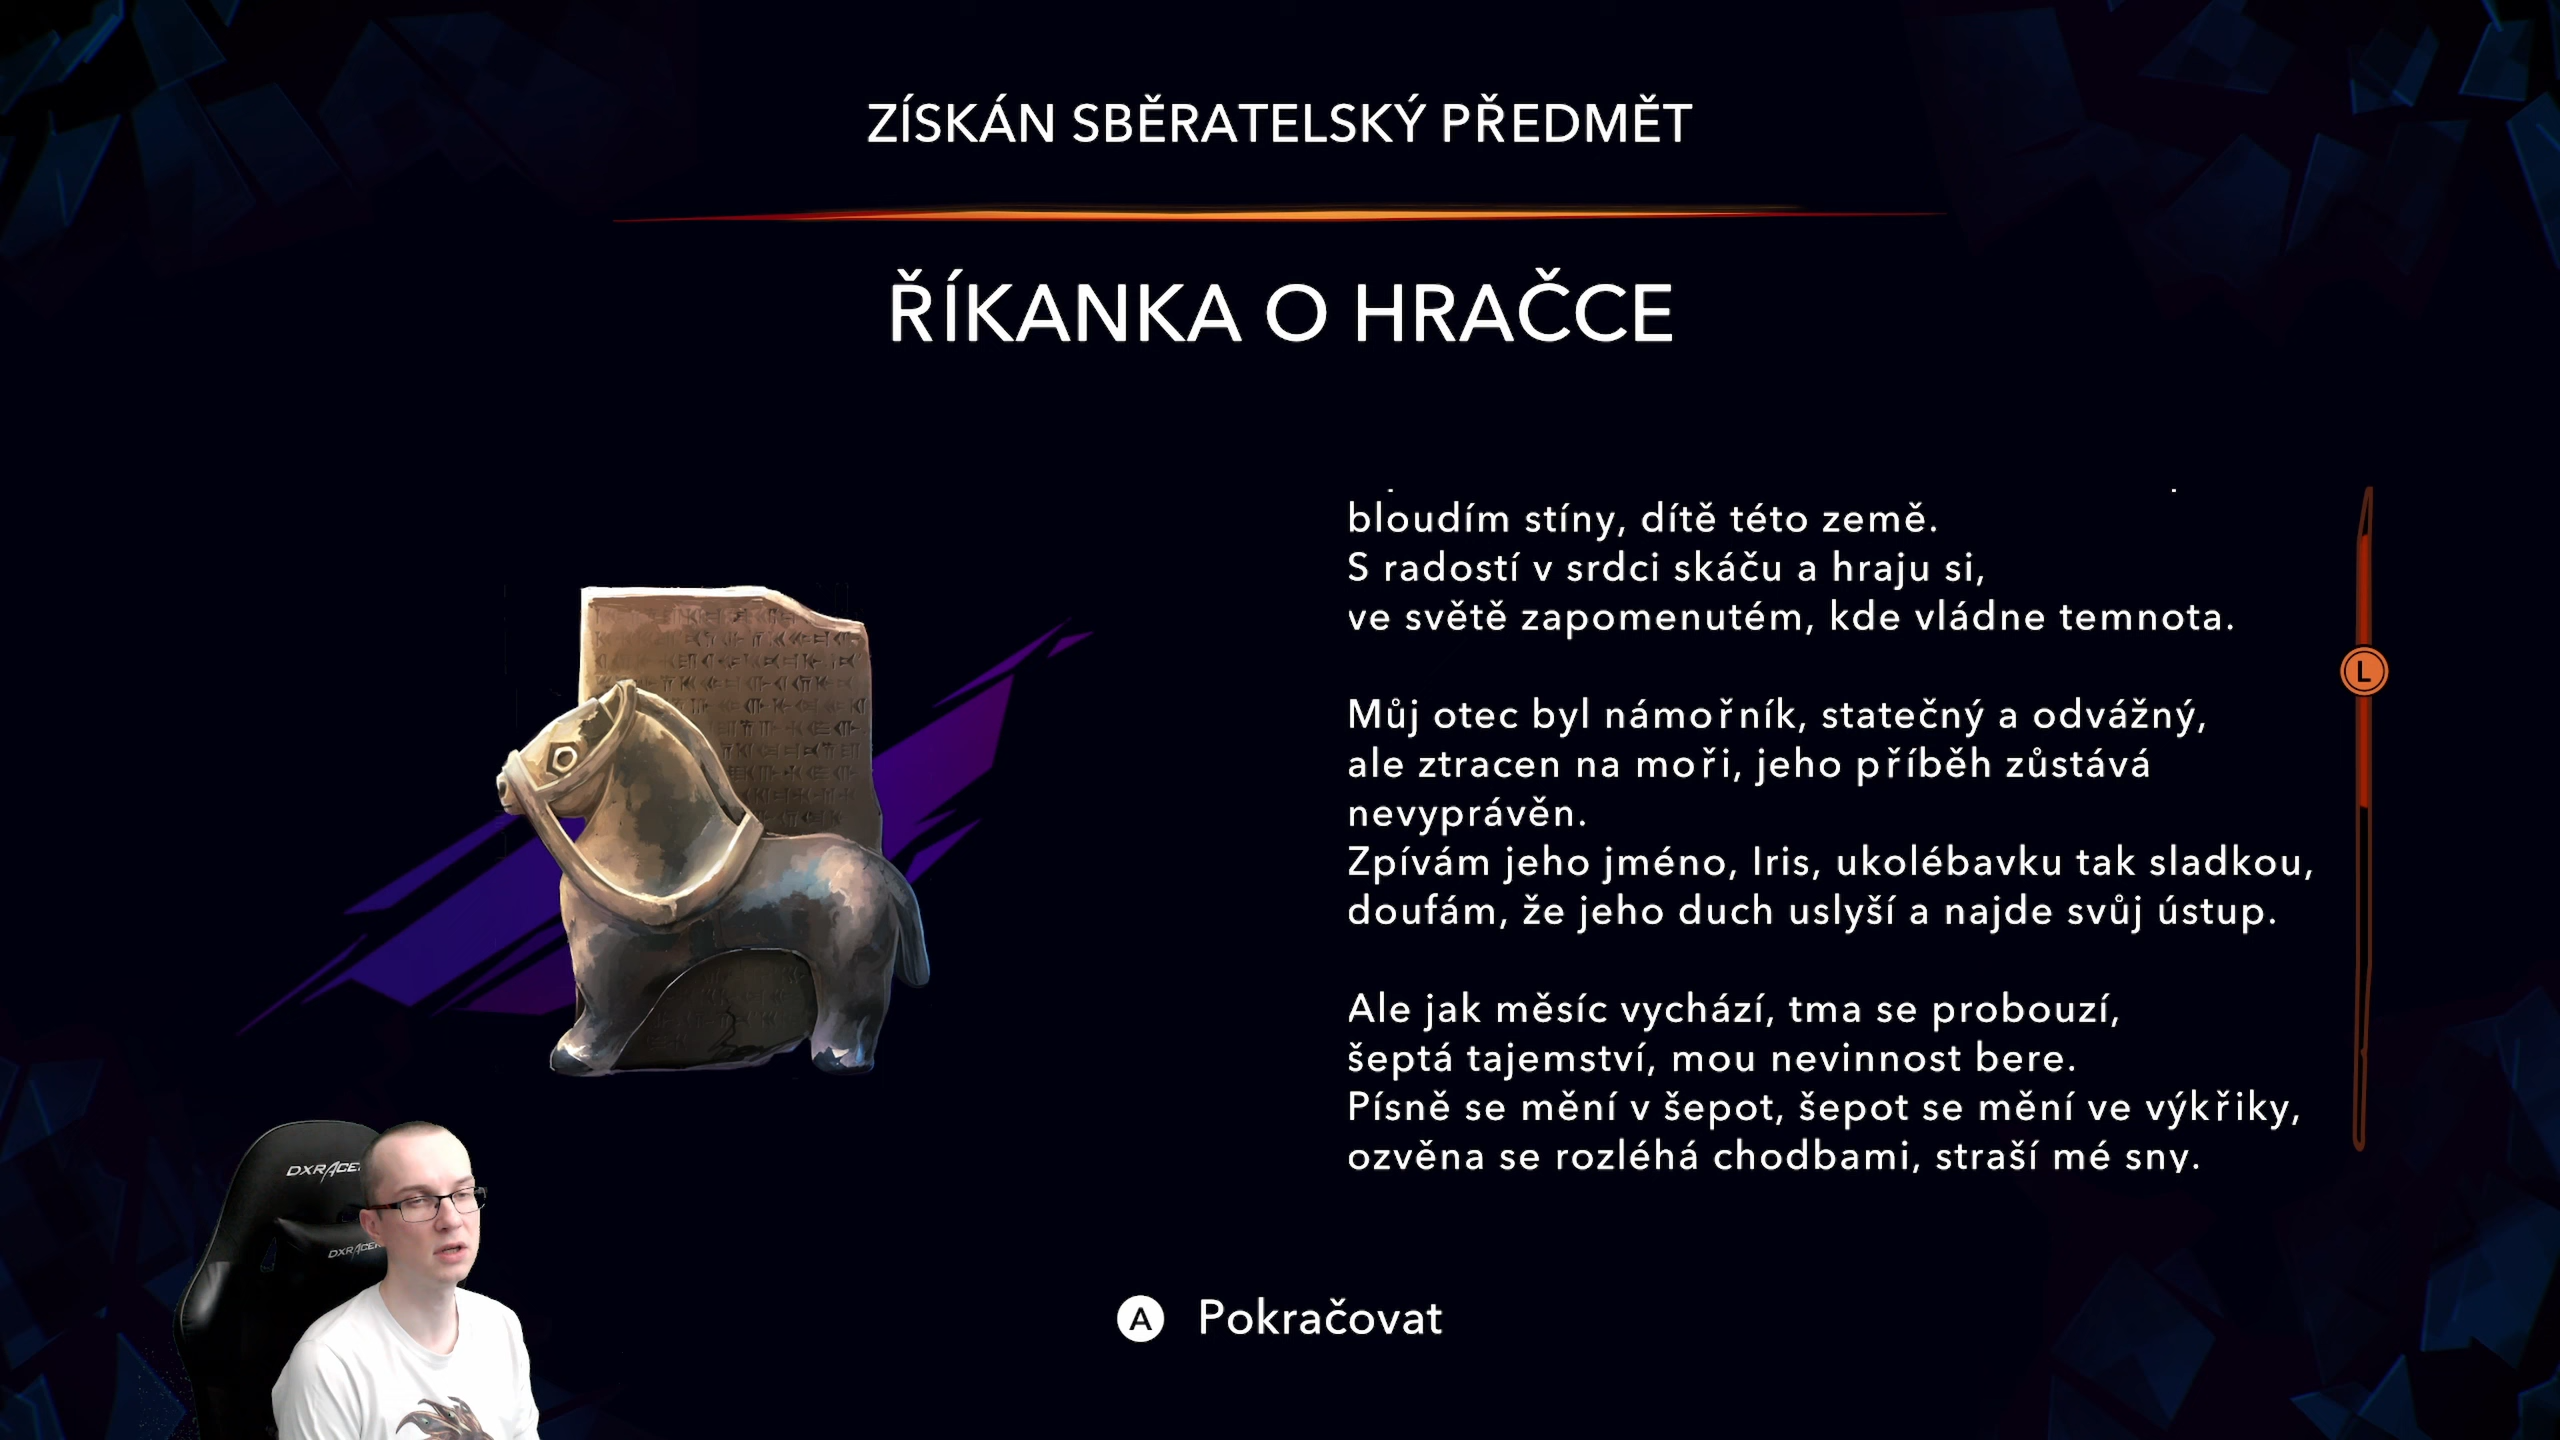 ZÍSKÁN SBĚRATELSKÝ PŘEDMĚT
ŘÍKANKA O HRAČCE
bloudím stíny, dítě této země.
S radostí v srdci skáču a hraju si,
ve světě zapomenutém, kde vládne temnota.
Můj otec byl námořník, statečný a odvážný,
ale ztracen na moři, jeho příběh zůstává
nevyprávěn.
Zpívám jeho jméno, Iris, ukolébavku tak sladkou,
doufám, že jeho duch uslyší a najde svůj ústup.
Ale jak měsíc vychází, tma se probouzí,
šeptá tajemství, mou nevinnost bere.
Písně se mění v šepot, šepot se mění ve výkřiky,
ozvěna se rozléhá chodbami, straší mé sny.
L
A Pokračovat